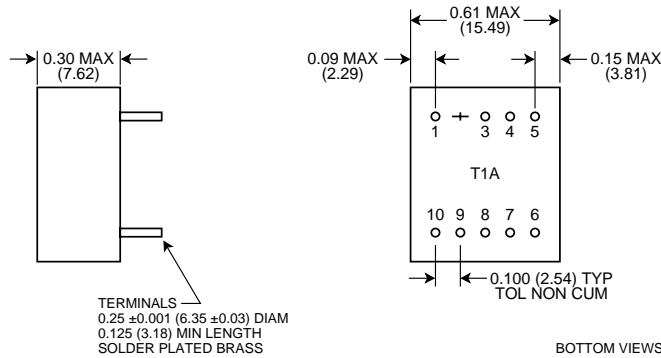 0.61 MAX
(15.49)
0.30 MAX
(7.62)
0.09 MAX
(2.29)
0.15 MAX
(3.81)
1 3 4 5
T1A
10 9 8 7 6
0.100 (2.54) TYP
TOL NON CUM
TERMINALS
0.25 ±0.001 (6.35 ±0.03) DIAM
0.125 (3.18) MIN LENGTH
SOLDER PLATED BRASS
BOTTOM VIEWS